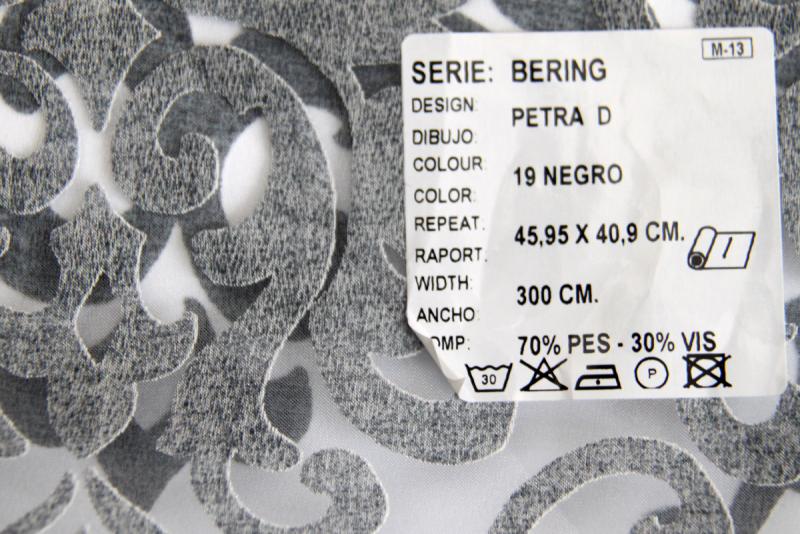 M-13
SERIE: BERING
DESIGN:
DIBUJO: PETRA D
COLOUR:
COLOR: 19 NEGRO
REPEAT:
RAPORT. 45,95 X 40,9 CM.
WIDTH:
ANCHO: 300 CM.
OMP: 70% PES - 30% VIS
30 P